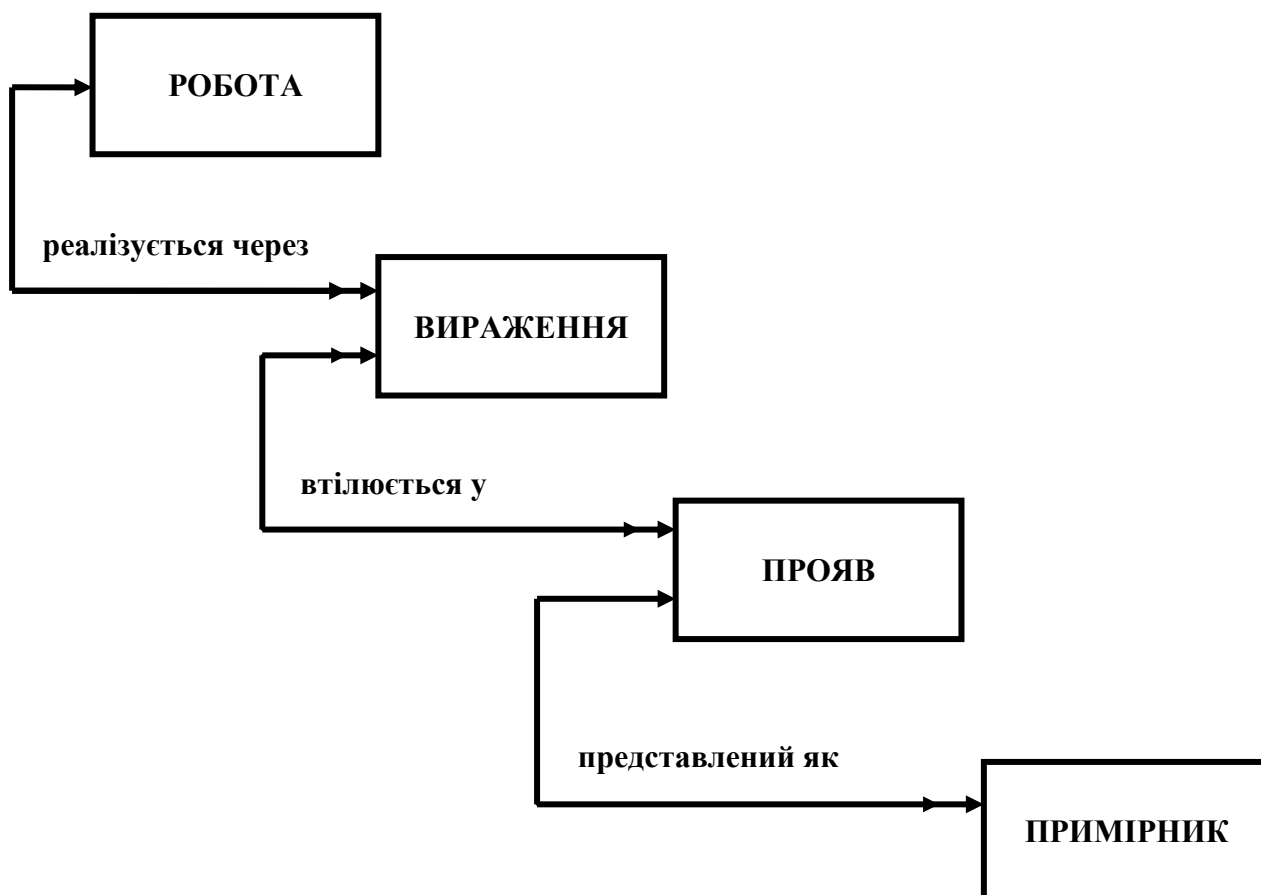 РОБОТА
реалізується через
ВИРАЖЕННЯ
втілюється у
ПРОЯВ
представлений як
ПРИМІРНИК